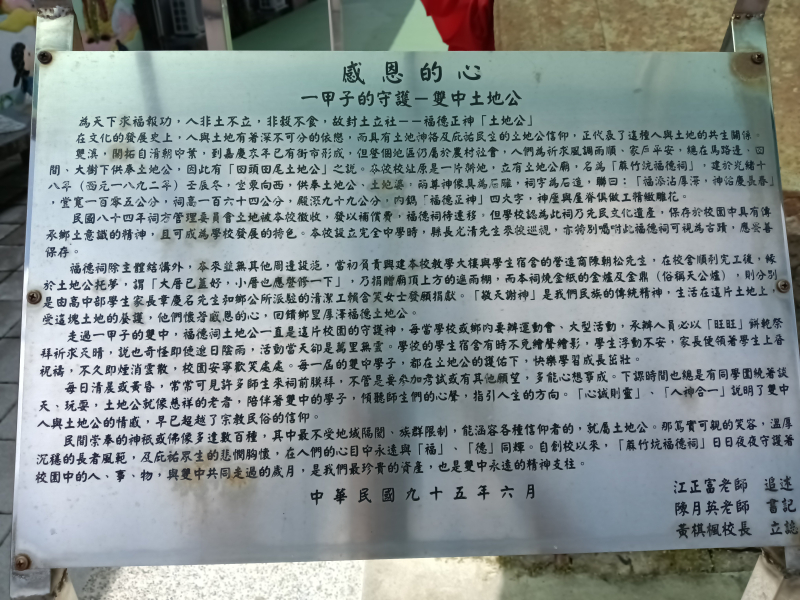 感恩的心
一甲子的守護－雙中土地公
為天下求福報功，人非土不立，非穀不食，故封土立社－－福德正神「土地公」
在文化的發展史上，人與土地有著深不可分的依戀，而具有土地神格及庇祐民生的土地公信仰，正代表了這種人與土地的共生關係。
雙溪，開拓自清朝中葉，到嘉慶末年已有街市形成，但整個地區仍屬於農村社會，人們為祈求風調雨順、家戶平安，總在馬路邊、田
間、大樹下供奉土地公，因此有「田頭田尾土地公」之說。本校校址原是一片耕地，立有土地公廟，名為「蔴竹坑福德祠」，建於光緒十
八年（西元一八九二年）壬辰冬，坐東向西，供奉土地公、土地婆，兩尊神像具為石雕，祠字為石造，聯曰：「福添沾厚澤，神浴慶長春」
，堂寬一百零五公分，祠高一百六十四公分，殿深九十九公分，內鐫「福德正神」四大字，神座與屋脊俱做工精緻雕花。
民國八十四年祠方管理委員會土地被本校徵收，發以補償費，福德祠待遷移。但學校認為此祠乃先民文化遺產，保存於校園中具有傳
承鄉土意識的精神，且可成為學校發展的特色。本校設立完全中學時，縣長尤清先生來校巡視，亦特別囑咐此福德祠可視為古蹟，應妥善
保存。
福德祠除主體結構外，本來並無其他周邊設施，當初負責興建本校教學大樓與學生宿舍的營造商陳朝松先生，在校舍順利完工後，緣
於土地公托夢，謂「大厝已蓋好，小厝也應整修一下」，乃捐贈廟頂上方的遮雨棚，而本祠燒金紙的金爐及金鼎（俗稱天公爐），則分別
是由高中部學生家長韋慶名先生和鄉公所派駐的清潔工賴含笑女士發願捐獻。「敬天謝神」是我們民族的傳統精神，生活在這片土地上，
受這塊土地的蔭護，他們懷著感恩的心，回饋鄉里厚澤福德土地公。
走過一甲子的雙中，福德祠土地公一直是這片校園的守護神，每當學校或鄉內要辦運動會、大型活動，承辦人員必以「旺旺」餅乾祭
拜祈求天晴，說也奇怪即使連日陰雨，活動當天卻是萬里無雲。學校的學生宿舍有時不免繪聲繪影，學生浮動不安，家長便領著學生上香
祝禱，不久即煙消雲散，校園安寧歡笑處處。每一屆的雙中學子，都在土地公的護佑下，快樂學習成長茁壯。
每日清晨或黃昏，常常可見許多師生來祠前膜拜，不管是要參加考試或有其他願望，多能心想事成。下課時間也總是有同學圍繞著談
天、玩耍，土地公就像慈祥的老者，陪伴著雙中的學子，傾聽師生們的心聲，指引人生的方向。「心誠則靈」、「人神合一」說明了雙中
人與土地公的情感，早已超越了宗教民俗的信仰。
民間崇奉的神祇或佛像多達數百種，其中最不受地域隔閡、族群限制，能涵容各種信仰者的，就屬土地公。那篤實可親的笑容，溫厚
沉穩的長者風範，及庇祐眾生的悲憫胸懷，在人們的心目中永遠與「福」、「德」同輝。自創校以來，「蔴竹坑福德祠」日日夜夜守護著
校園中的人、事、物，與雙中共同走過的歲月，是我們最珍貴的資產，也是雙中永遠的精神支柱。
中華民國九十五年六月
江正富老師　追述
陳月英老師　書記
黃棋楓校長　立誌